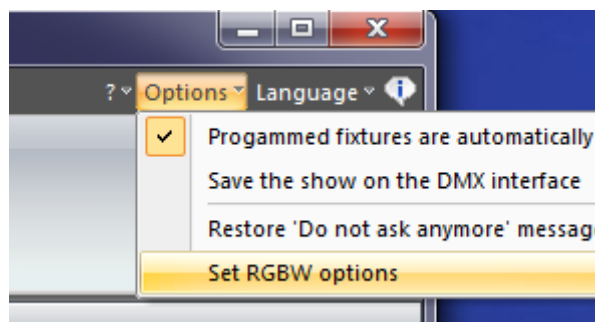 ? Options Language
Progammed fixtures are automatically
Save the show on the DMX interface
Restore 'Do not ask anymore' messag
Set RGBW options